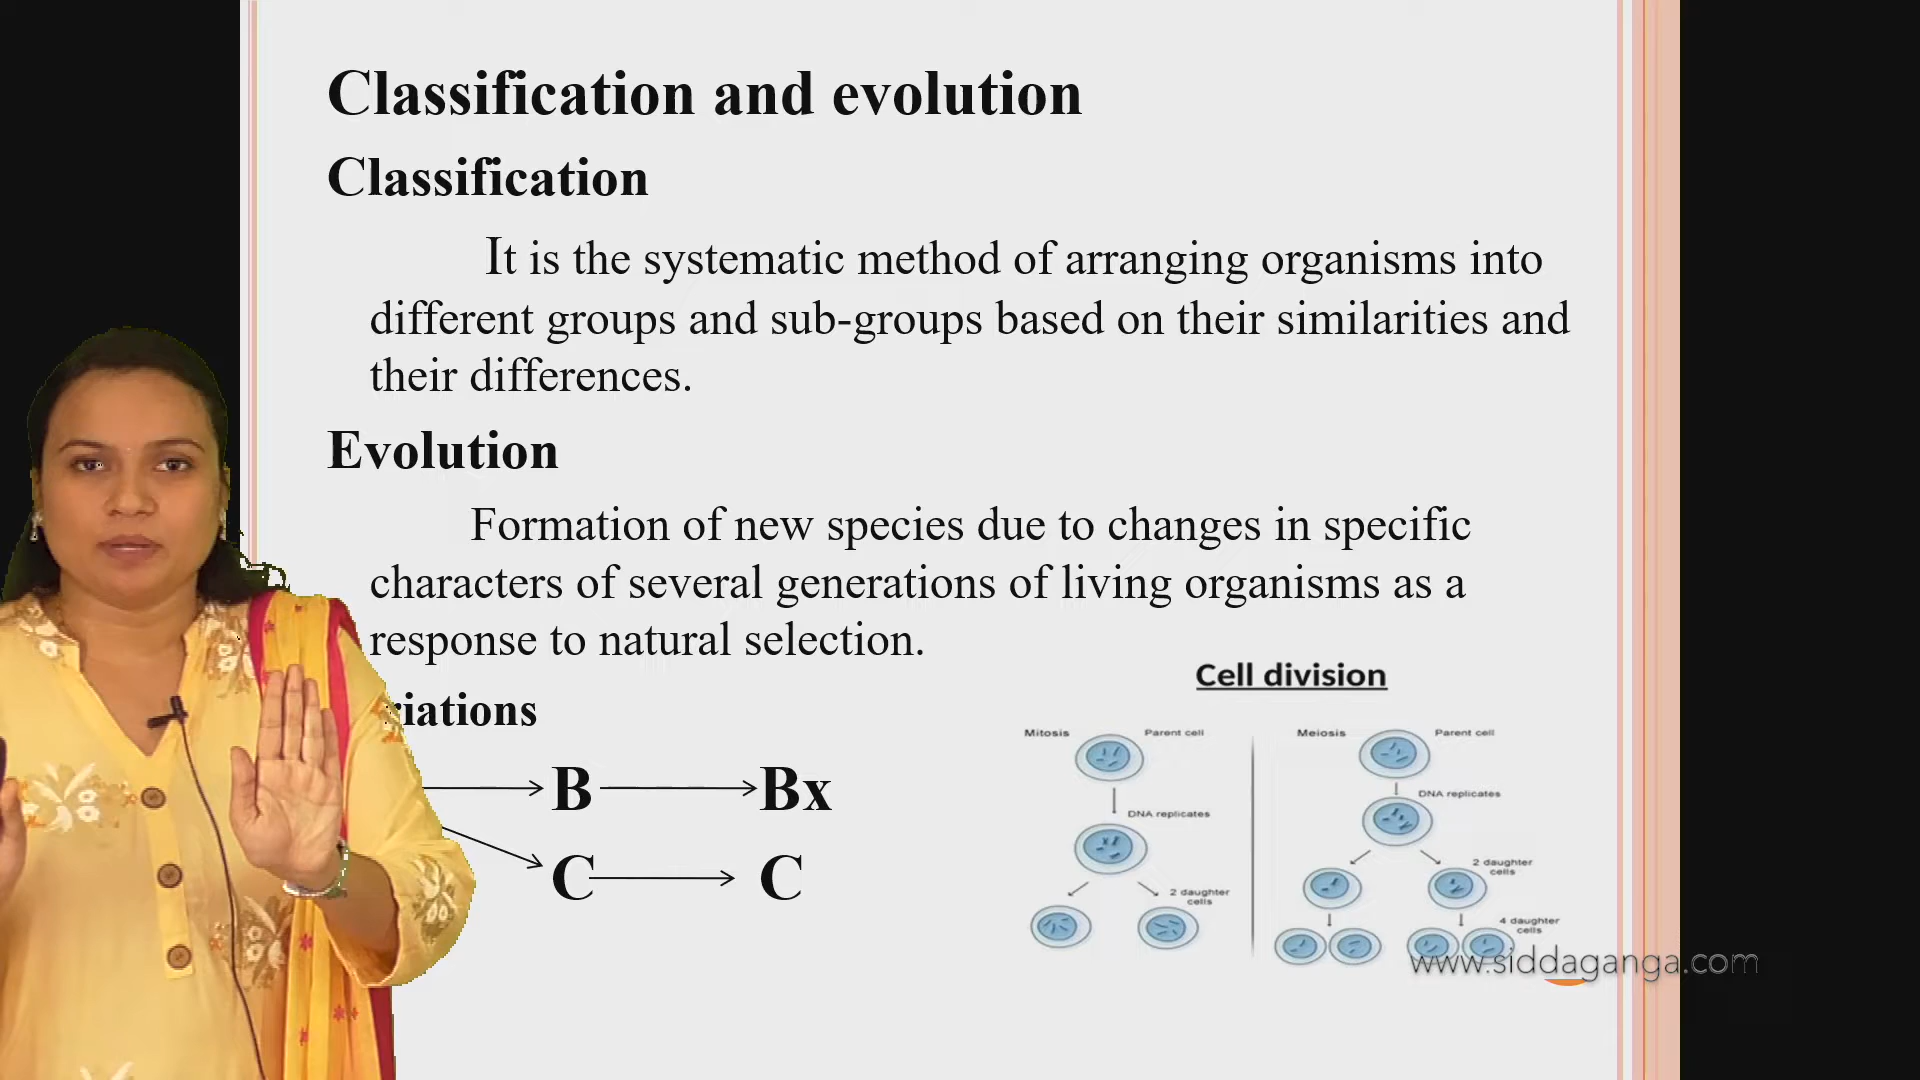 Classification and evolution
Classification
It is the systematic method of arranging organisms into
different groups and sub-groups based on their similarities and
their differences.
Evolution
Formation of new species due to changes in specific
characters of several generations of living organisms as a
response to natural selection.
riations
B Bx
C C
Cell division
Mitosis Parent cell
DNA replicates
2 daughter
cells
Meiosis Parent cell
DNA replicates
2 daughter
cells
4 daughter
cells
www.siddaganga.com